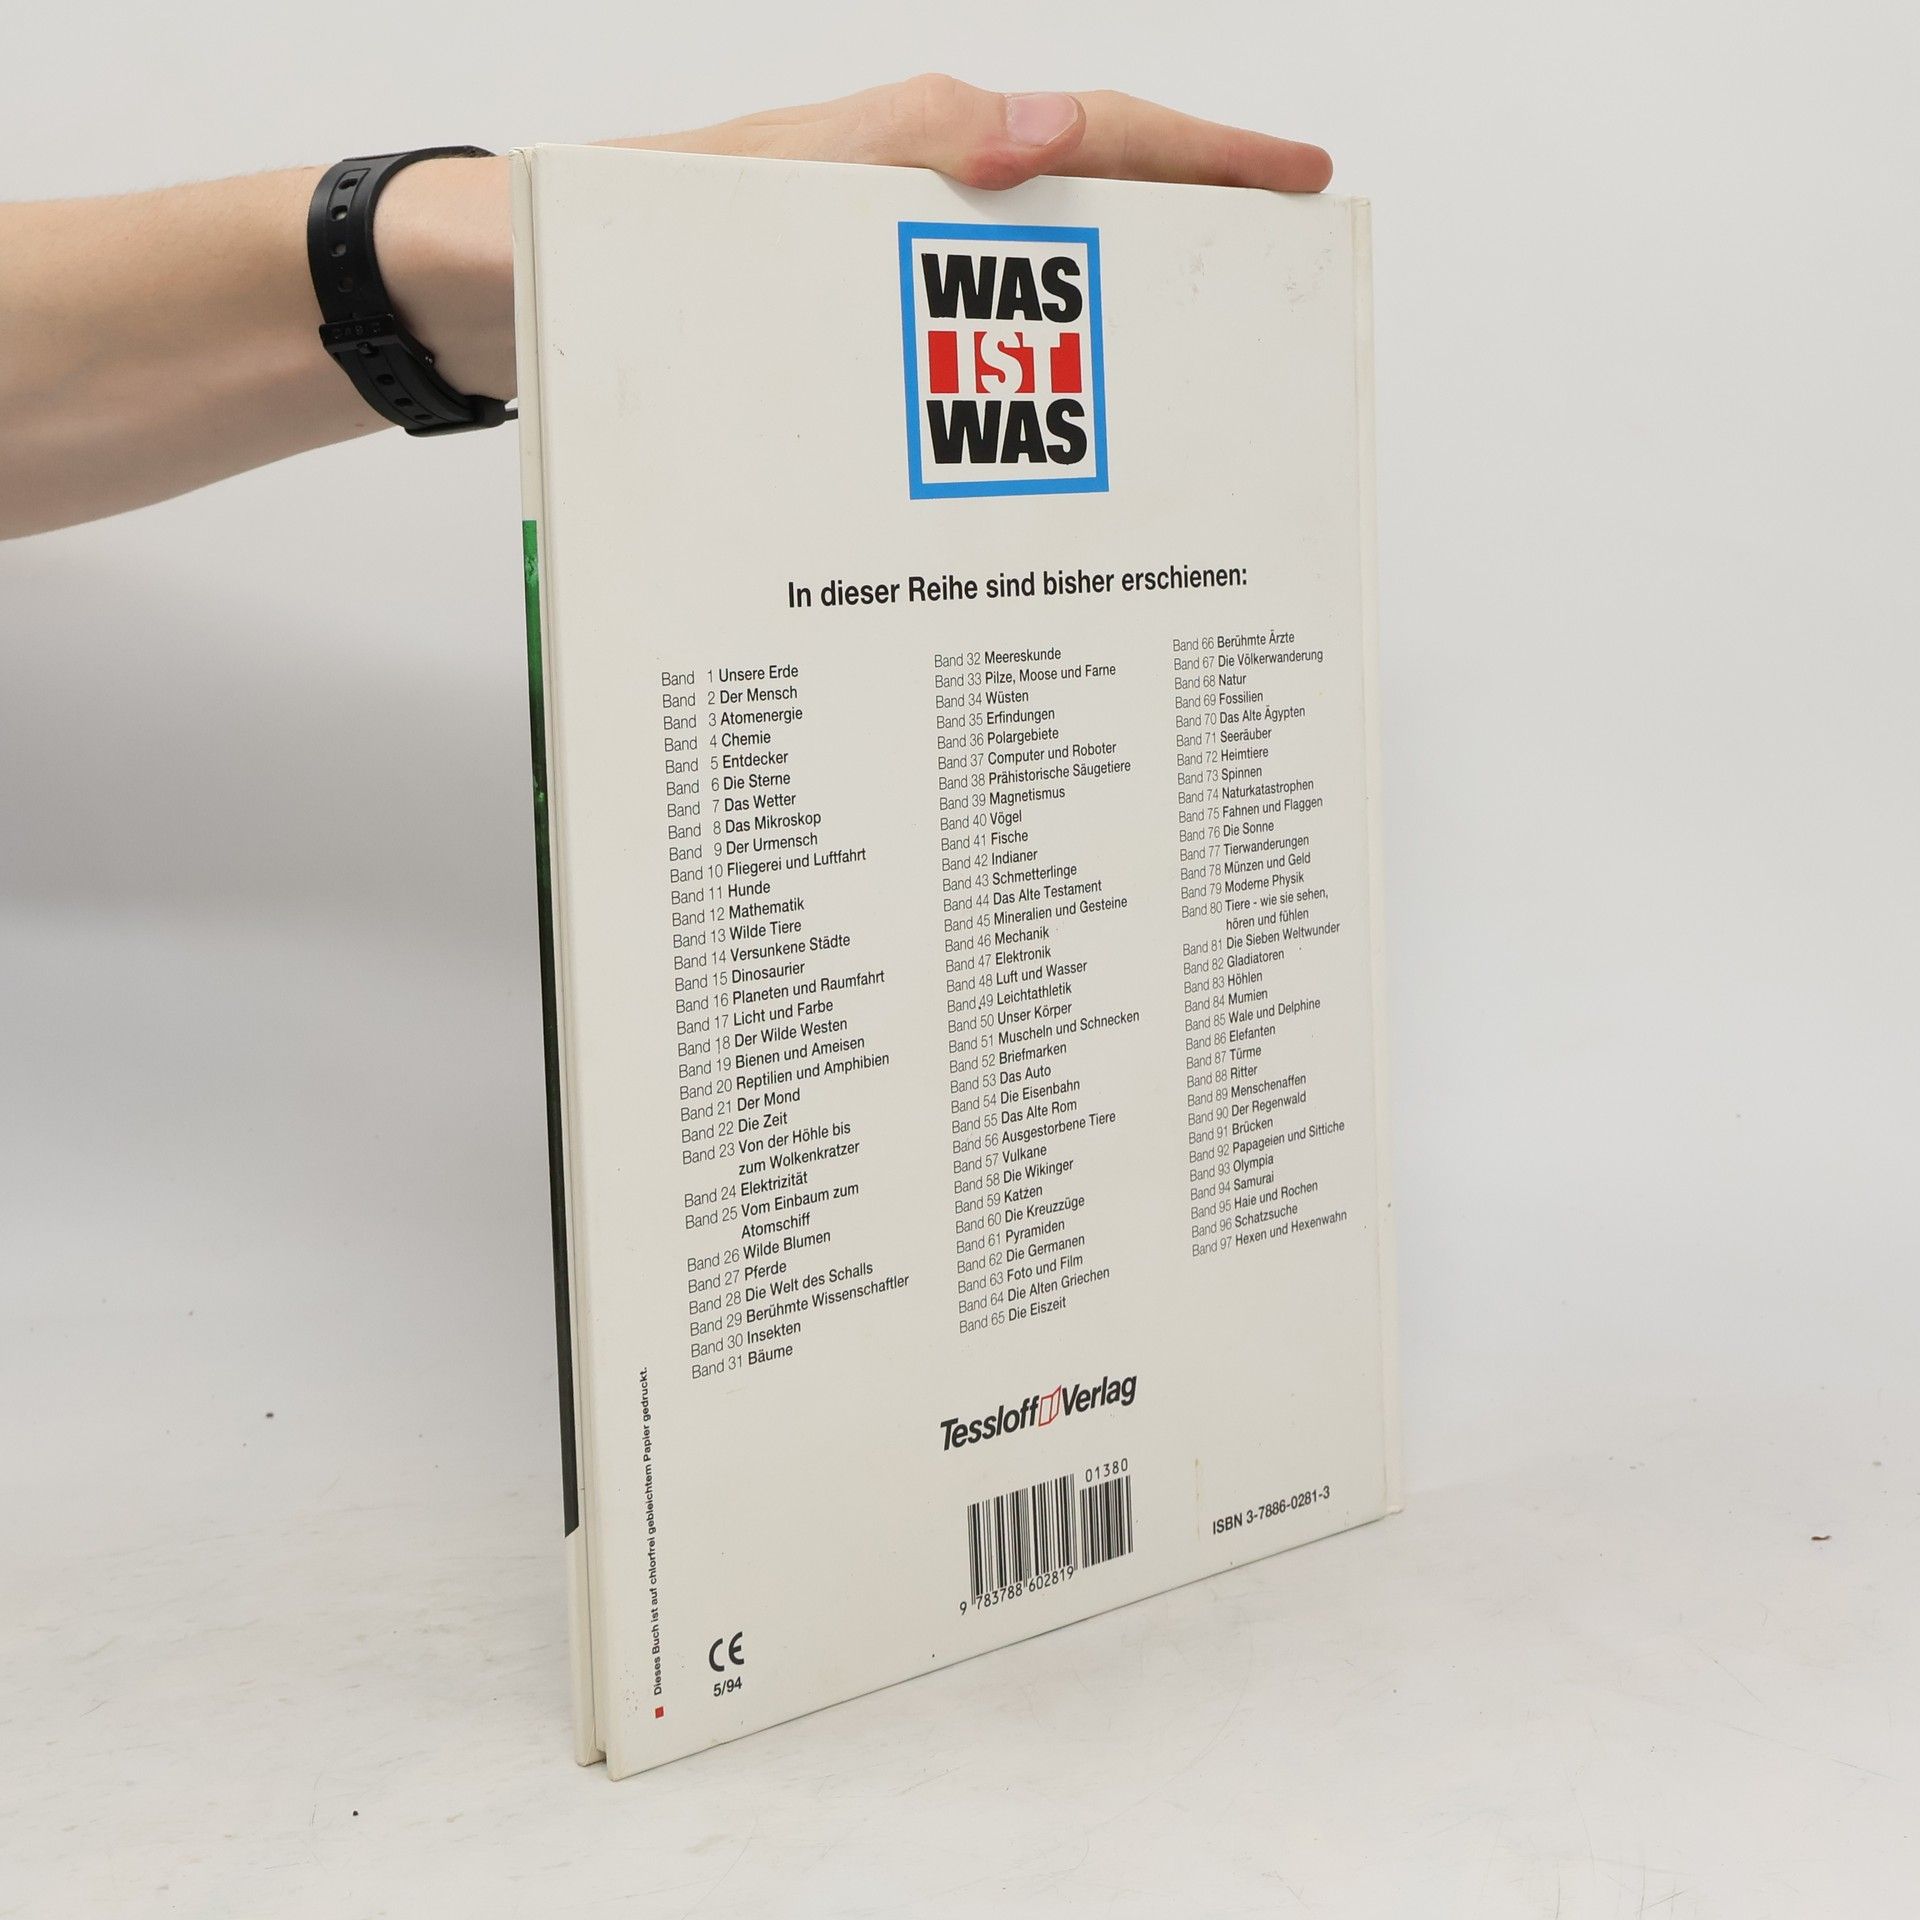 WAS
IST
WAS
In dieser Reihe sind bisher erschienen:
Band 1 Unsere Erde
Band 2 Der Mensch
Band 3 Atomenergie
Band 4 Chemie
Band 5 Entdecker
Band 6 Die Sterne
Band 7 Das Wetter
Band 8 Das Mikroskop
Band 9 Der Urmensch
Band 10 Fliegerei und Luftfahrt
Band 11 Hunde
Band 12 Mathematik
Band 13 Wilde Tiere
Band 14 Versunkene Städte
Band 15 Dinosaurier
Band 16 Planeten und Raumfahrt
Band 17 Licht und Farbe
Band 18 Der Wilde Westen
Band 19 Bienen und Ameisen
Band 20 Reptilien und Amphibien
Band 21 Der Mond
Band 22 Die Zeit
Band 23 Von der Höhle bis
zum Wolkenkratzer
Band 24 Elektrizität
Band 25 Vom Einbaum zum
Atomschiff
Band 26 Wilde Blumen
Band 27 Pferde
Band 28 Die Welt des Schalls
Band 29 Berühmte Wissenschaftler
Band 30 Insekten
Band 31 Bäume
Band 32 Meereskunde
Band 33 Pilze, Moose und Farne
Band 34 Wüsten
Band 35 Erfindungen
Band 36 Polargebiete
Band 37 Computer und Roboter
Band 38 Prähistorische Säugetiere
Band 39 Magnetismus
Band 40 Vögel
Band 41 Fische
Band 42 Indianer
Band 43 Schmetterlinge
Band 44 Das Alte Testament
Band 45 Mineralien und Gesteine
Band 46 Mechanik
Band 47 Elektronik
Band 48 Luft und Wasser
Band 49 Leichtathletik
Band 50 Unser Körper
Band 51 Muscheln und Schnecken
Band 52 Briefmarken
Band 53 Das Auto
Band 54 Die Eisenbahn
Band 55 Das Alte Rom
Band 56 Ausgestorbene Tiere
Band 57 Vulkane
Band 58 Die Wikinger
Band 59 Katzen
Band 60 Die Kreuzzüge
Band 61 Pyramiden
Band 62 Die Germanen
Band 63 Foto und Film
Band 64 Die Alten Griechen
Band 65 Die Eiszeit
Band 66 Berühmte Ärzte
Band 67 Die Völkerwanderung
Band 68 Natur
Band 69 Fossilien
Band 70 Das Alte Ägypten
Band 71 Seeräuber
Band 72 Heimtiere
Band 73 Spinnen
Band 74 Naturkatastrophen
Band 75 Fahnen und Flaggen
Band 76 Die Sonne
Band 77 Tierwanderungen
Band 78 Münzen und Geld
Band 79 Moderne Physik
Band 80 Tiere - wie sie sehen,
hören und fühlen
Band 81 Die Sieben Weltwunder
Band 82 Gladiatoren
Band 83 Höhlen
Band 84 Mumien
Band 85 Wale und Delphine
Band 86 Elefanten
Band 87 Türme
Band 88 Ritter
Band 89 Menschenaffen
Band 90 Der Regenwald
Band 91 Brücken
Band 92 Papageien und Sittiche
Band 93 Olympia
Band 94 Samurai
Band 95 Haie und Rochen
Band 96 Schatzsuche
Band 97 Hexen und Hexenwahn
Tessloff Verlag
01380
9 783788 602819
ISBN 3-7886-0281-3
CE
5/94
Dieses Buch ist auf chlorfrei gebleichtem Papier gedruckt.
CASIO